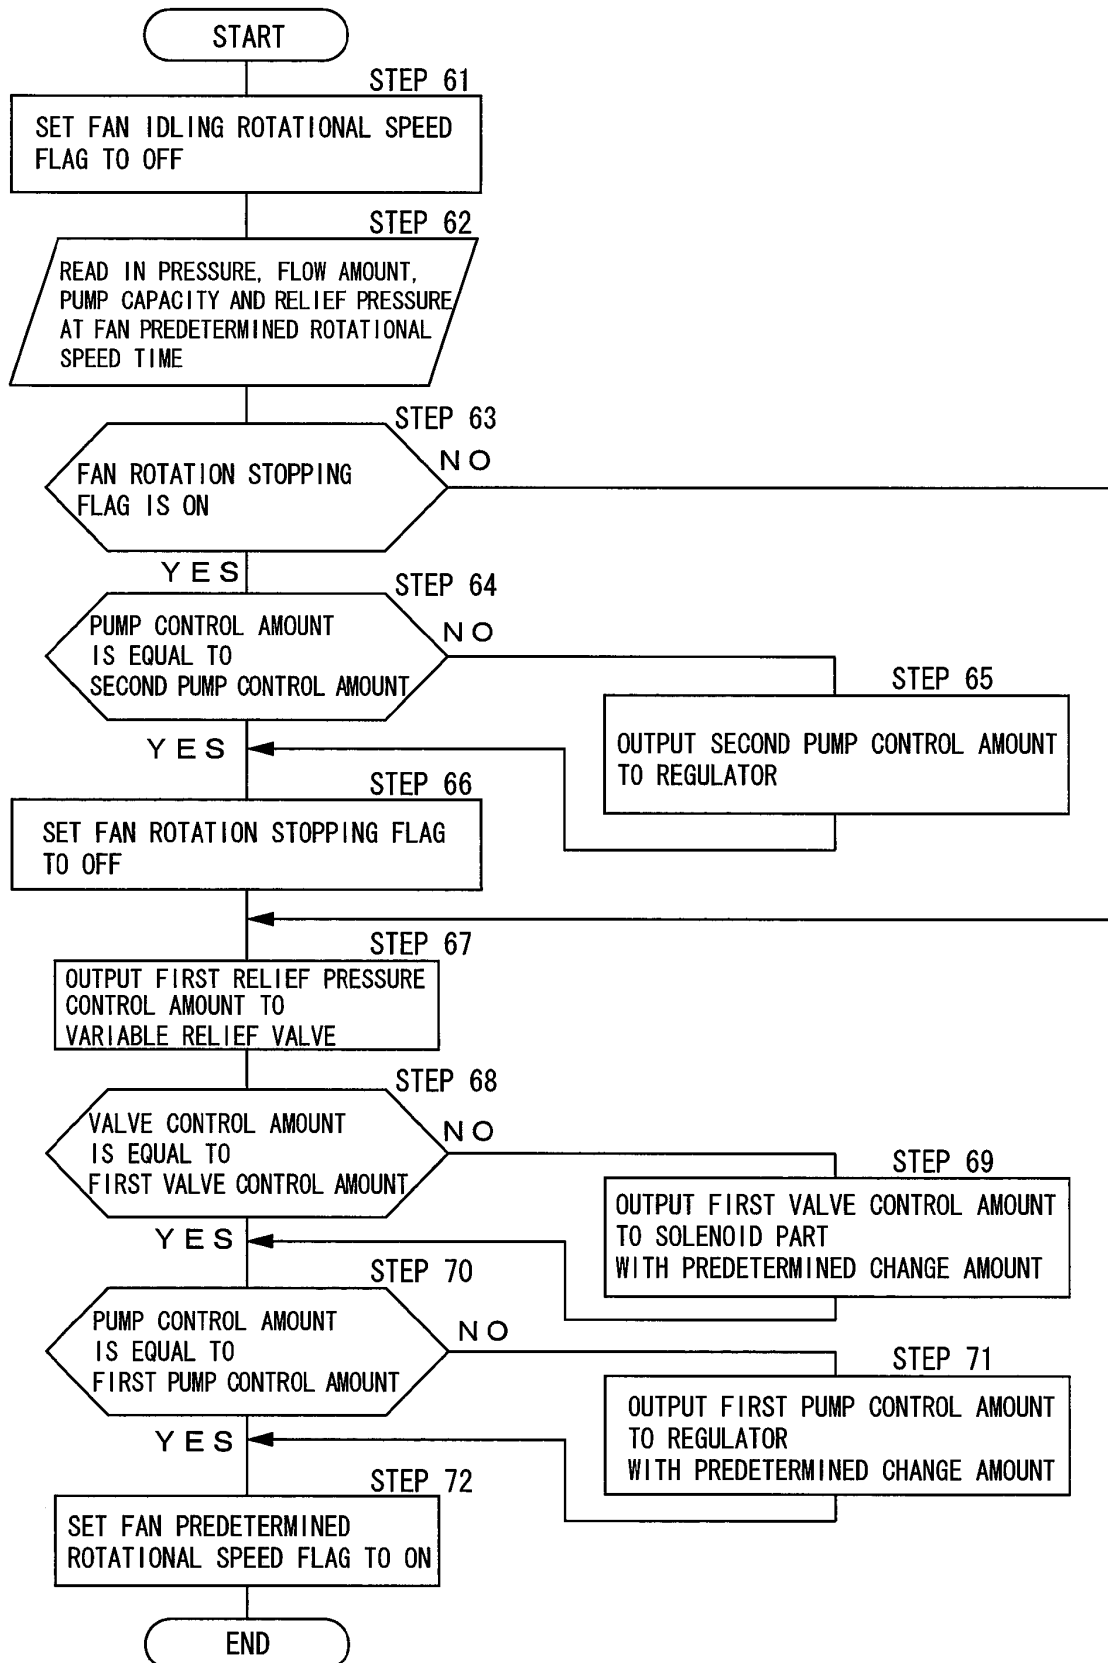 START
STEP 61
SET FAN IDLING ROTATIONAL SPEED
FLAG TO OFF
STEP 62
READ IN PRESSURE, FLOW AMOUNT,
PUMP CAPACITY AND RELIEF PRESSURE
AT FAN PREDETERMINED ROTATIONAL
SPEED TIME
STEP 63
FAN ROTATION STOPPING
FLAG IS ON
NO
YES
STEP 64
PUMP CONTROL AMOUNT
IS EQUAL TO
SECOND PUMP CONTROL AMOUNT
NO
STEP 65
OUTPUT SECOND PUMP CONTROL AMOUNT
TO REGULATOR
YES
STEP 66
SET FAN ROTATION STOPPING FLAG
TO OFF
STEP 67
OUTPUT FIRST RELIEF PRESSURE
CONTROL AMOUNT TO
VARIABLE RELIEF VALVE
STEP 68
VALVE CONTROL AMOUNT
IS EQUAL TO
FIRST VALVE CONTROL AMOUNT
NO
STEP 69
OUTPUT FIRST VALVE CONTROL AMOUNT
TO SOLENOID PART
WITH PREDETERMINED CHANGE AMOUNT
YES
STEP 70
PUMP CONTROL AMOUNT
IS EQUAL TO
FIRST PUMP CONTROL AMOUNT
NO
STEP 71
OUTPUT FIRST PUMP CONTROL AMOUNT
TO REGULATOR
WITH PREDETERMINED CHANGE AMOUNT
YES
STEP 72
SET FAN PREDETERMINED
ROTATIONAL SPEED FLAG TO ON
END